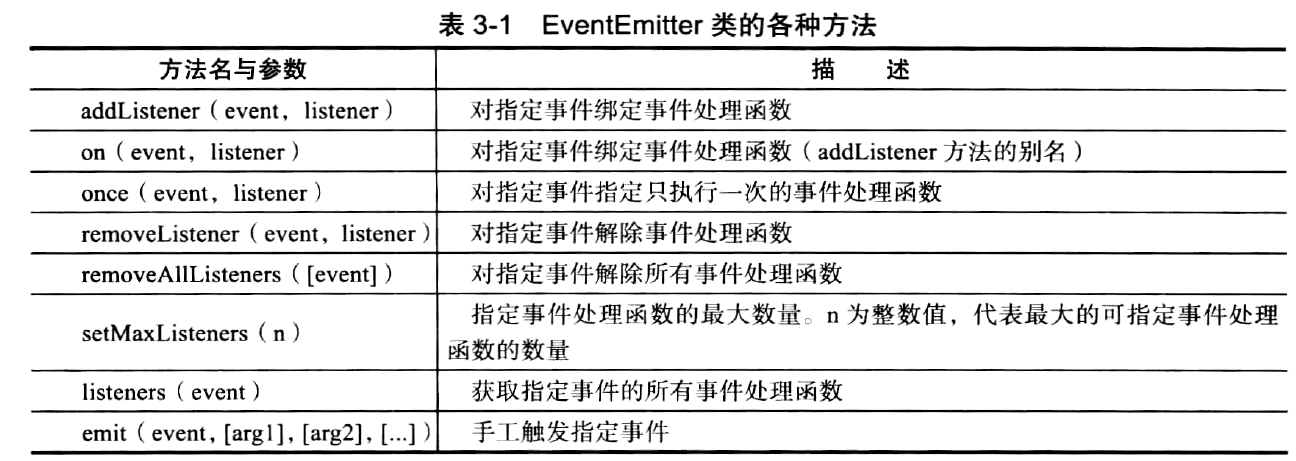 表 3-1 EventEmitter 类的各种方法
方法名与参数 描 述
addListener（event，listener） 对指定事件绑定事件处理函数
on（event，listener） 对指定事件绑定事件处理函数（addListener 方法的别名）
once（event，listener） 对指定事件指定只执行一次的事件处理函数
removeListener（event，listener） 对指定事件解除事件处理函数
removeAllListeners（[event]） 对指定事件解除所有事件处理函数
setMaxListeners（n） 指定事件处理函数的最大数量。n 为整数值，代表最大的可指定事件处理
函数的数量
listeners（event） 获取指定事件的所有事件处理函数
emit（event, [arg1], [arg2], [...]） 手工触发指定事件